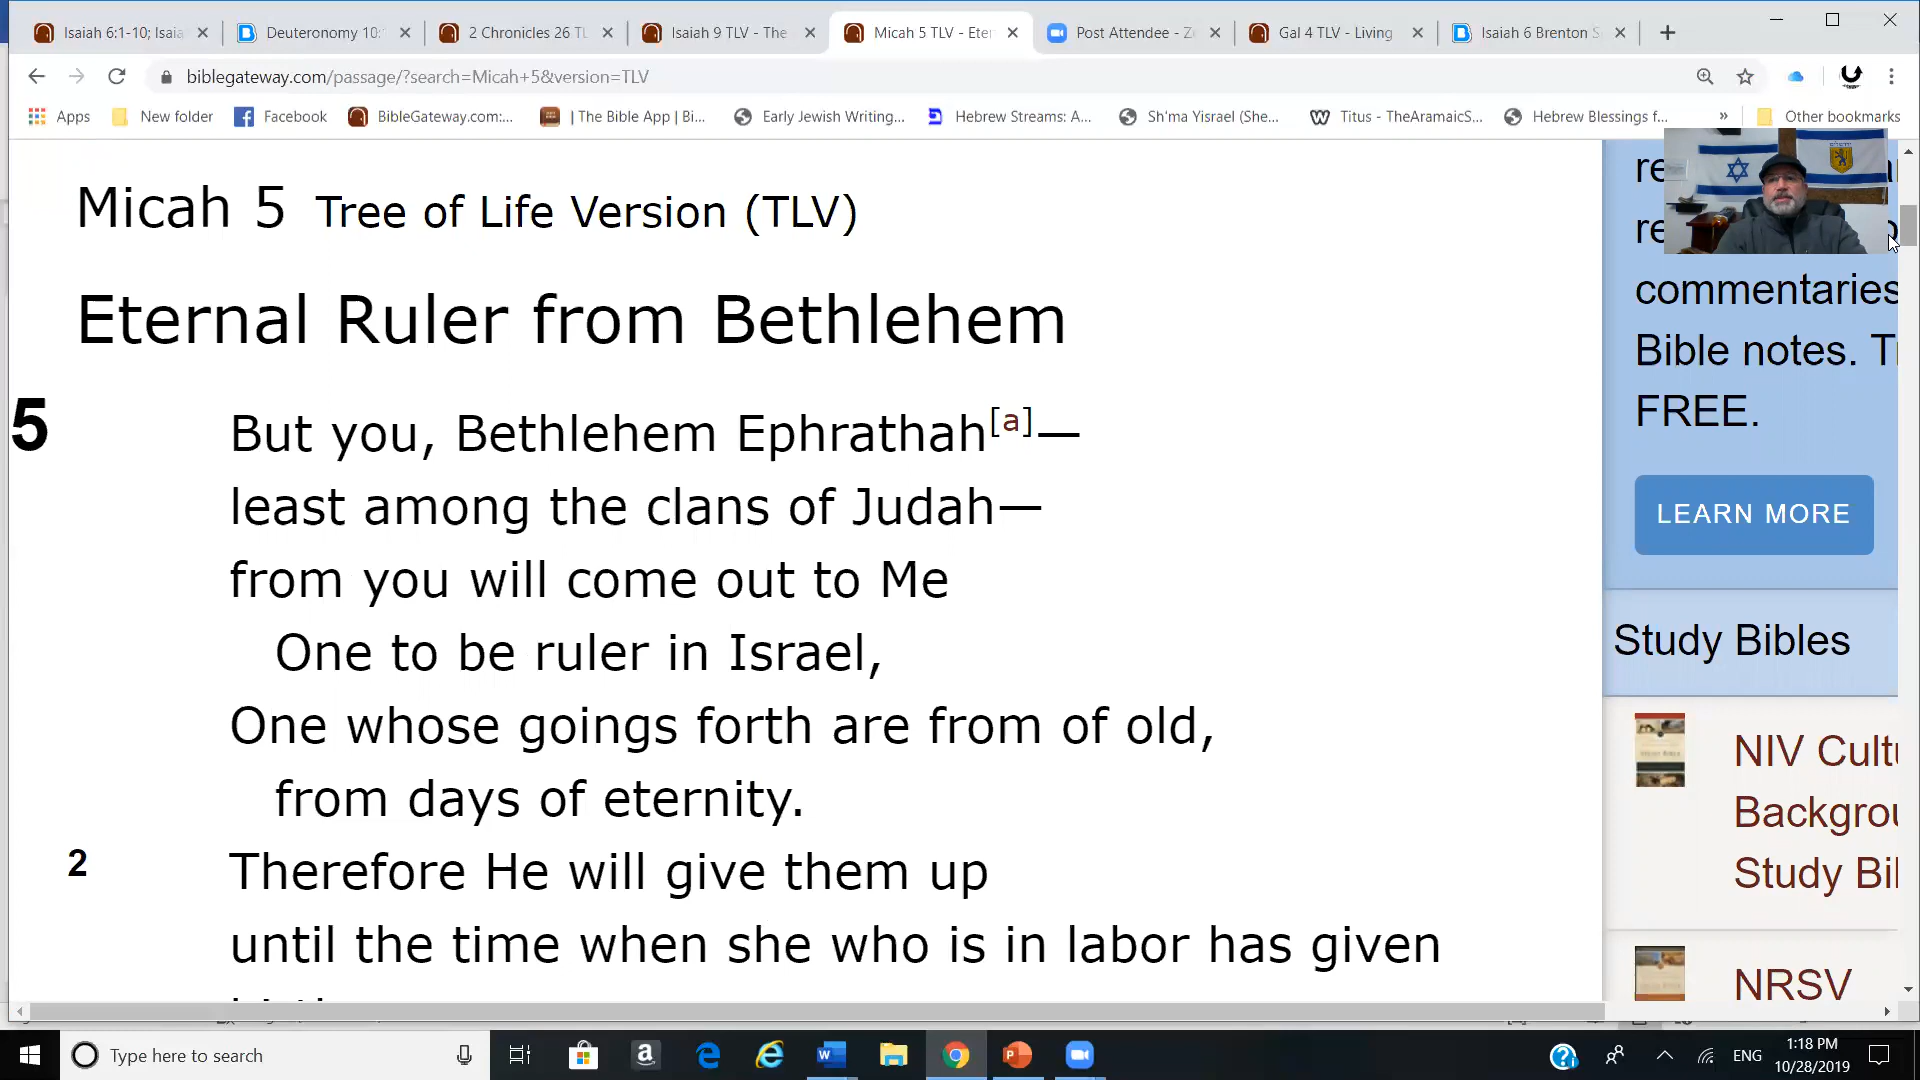 Isaiah 6:1-10; Isaia
Deuteronomy 10:
2 Chronicles 26 TL
Isaiah 9 TLV - The
Micah 5 TLV - Eter
Post Attendee - Z
Gal 4 TLV - Living
Isaiah 6 Brenton S
biblegateway.com/passage/?search=Micah+5&version=TLV
Apps
New folder
Facebook
BibleGateway.com:...
| The Bible App | Bi...
Early Jewish Writing...
Hebrew Streams: A...
Sh'ma Yisrael (She...
Titus - TheAramaicS...
Hebrew Blessings f...
»
Other bookmarks
Micah 5 Tree of Life Version (TLV)
Eternal Ruler from Bethlehem
5 But you, Bethlehem Ephrathah[a]—
least among the clans of Judah—
from you will come out to Me
One to be ruler in Israel,
One whose goings forth are from of old,
from days of eternity.
2 Therefore He will give them up
until the time when she who is in labor has given
commentaries
Bible notes. T
FREE.
LEARN MORE
Study Bibles
NIV Cultu
Backgrou
Study Bil
NRSV
Type here to search
ENG
1:18 PM
10/28/2019